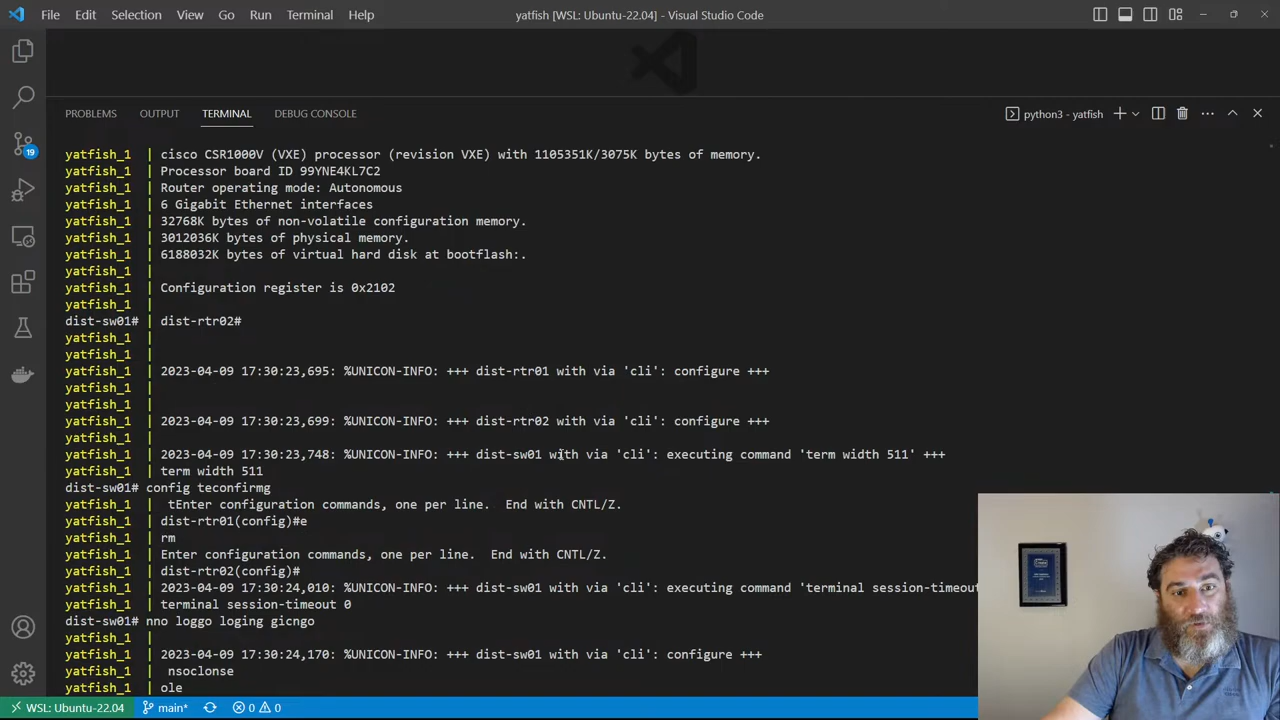 File Edit Selection View Go Run Terminal Help yatfish [WSL: Ubuntu-22.04] - Visual Studio Code
PROBLEMS OUTPUT TERMINAL DEBUG CONSOLE python3 - yatfish
yatfish_1 | cisco CSR1000V (VXE) processor (revision VXE) with 1105351K/3075K bytes of memory.
yatfish_1 | Processor board ID 99YNE4KL7C2
yatfish_1 | Router operating mode: Autonomous
yatfish_1 | 6 Gigabit Ethernet interfaces
yatfish_1 | 32768K bytes of non-volatile configuration memory.
yatfish_1 | 3012036K bytes of physical memory.
yatfish_1 | 6188032K bytes of virtual hard disk at bootflash:.
yatfish_1 |
yatfish_1 | Configuration register is 0x2102
yatfish_1 |
dist-sw01# | dist-rtr02#
yatfish_1 |
yatfish_1 |
yatfish_1 | 2023-04-09 17:30:23,695: %UNICON-INFO: +++ dist-rtr01 with via 'cli': configure +++
yatfish_1 |
yatfish_1 |
yatfish_1 | 2023-04-09 17:30:23,699: %UNICON-INFO: +++ dist-rtr02 with via 'cli': configure +++
yatfish_1 |
yatfish_1 | 2023-04-09 17:30:23,748: %UNICON-INFO: +++ dist-sw01 with via 'cli': executing command 'term width 511' +++
yatfish_1 | term width 511
dist-sw01# config teconfirmg
yatfish_1 | tEnter configuration commands, one per line. End with CNTL/Z.
yatfish_1 | dist-rtr01(config)#e
yatfish_1 | rm
yatfish_1 | Enter configuration commands, one per line. End with CNTL/Z.
yatfish_1 | dist-rtr02(config)#
yatfish_1 | 2023-04-09 17:30:24,010: %UNICON-INFO: +++ dist-sw01 with via 'cli': executing command 'terminal session-timeout
yatfish_1 | terminal session-timeout 0
dist-sw01# nno loggo loging gicngo
yatfish_1 |
yatfish_1 | 2023-04-09 17:30:24,170: %UNICON-INFO: +++ dist-sw01 with via 'cli': configure +++
yatfish_1 | nsoclonse
yatfish_1 | ole
19
WSL: Ubuntu-22.04 main* 0 0